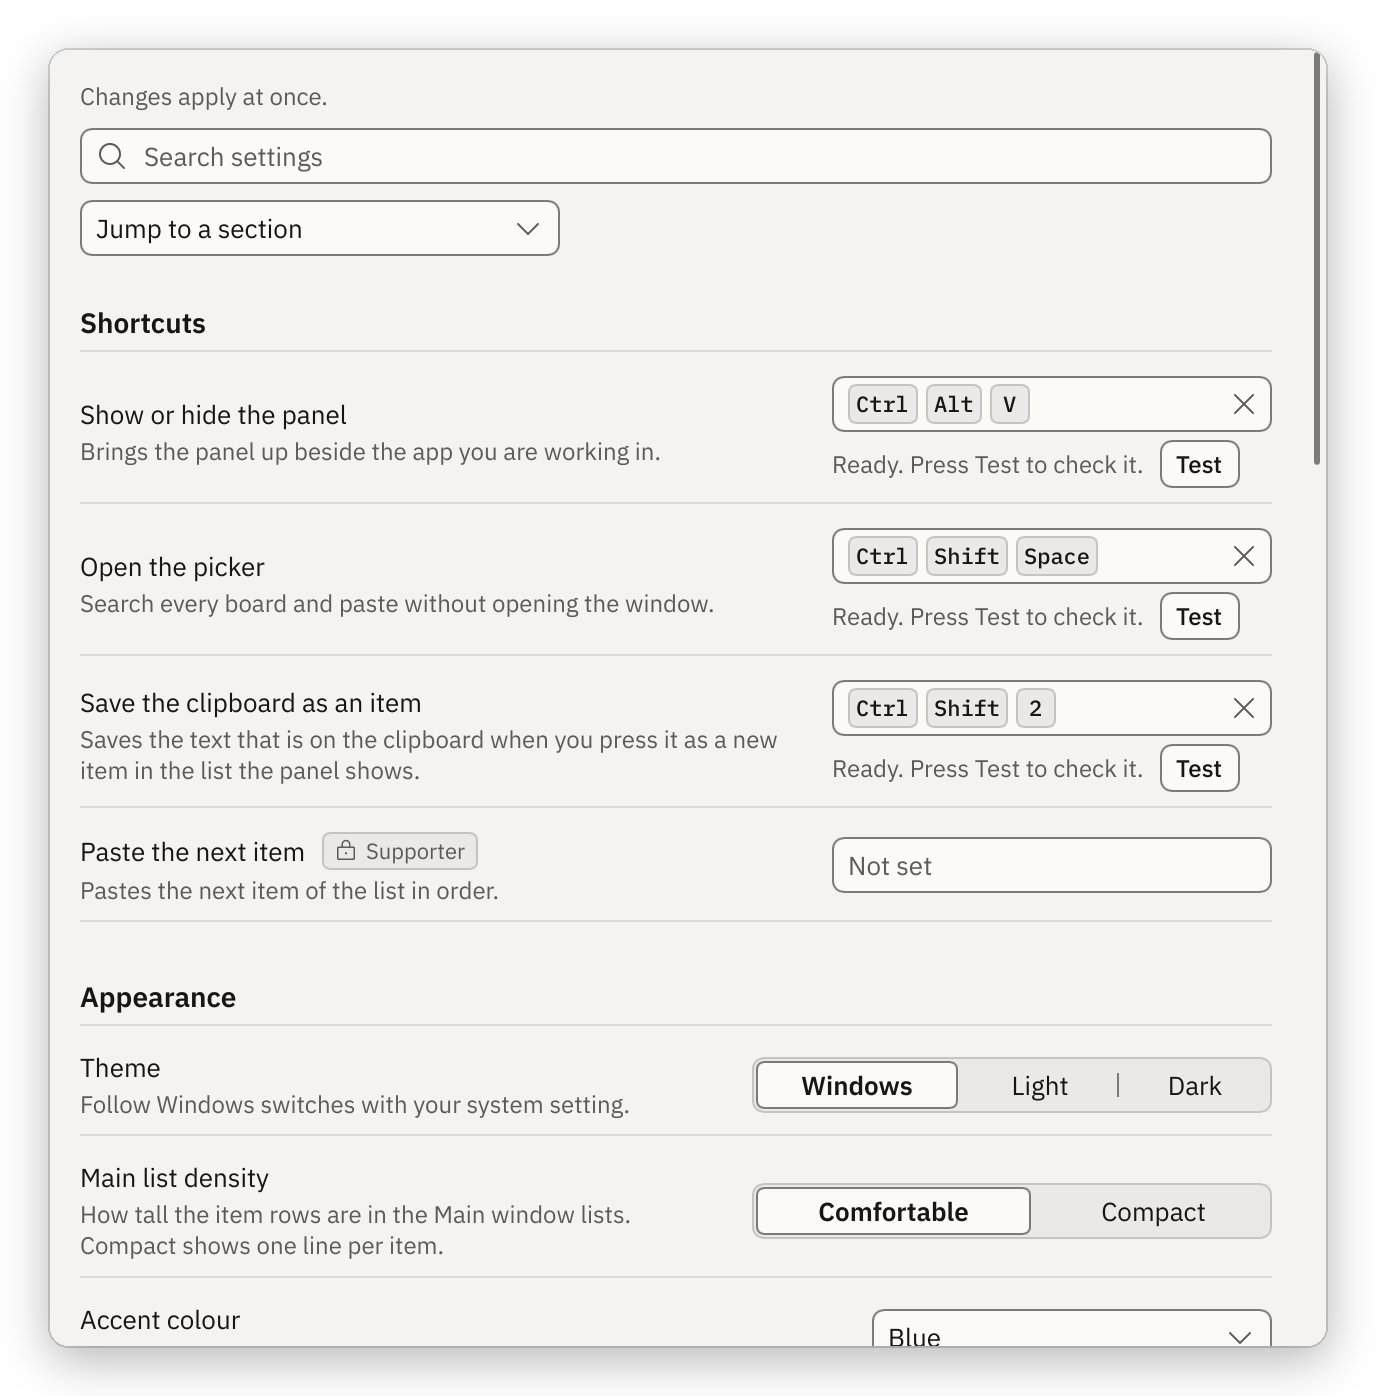 Changes apply at once.
Search settings
Jump to a section
Shortcuts
Show or hide the panel
Brings the panel up beside the app you are working in.
Ctrl Alt V
Ready. Press Test to check it. Test
Open the picker
Search every board and paste without opening the window.
Ctrl Shift Space
Ready. Press Test to check it. Test
Save the clipboard as an item
Saves the text that is on the clipboard when you press it as a new
item in the list the panel shows.
Ctrl Shift 2
Ready. Press Test to check it. Test
Paste the next item Supporter
Pastes the next item of the list in order.
Not set
Appearance
Theme
Follow Windows switches with your system setting.
Windows Light Dark
Main list density
How tall the item rows are in the Main window lists.
Compact shows one line per item.
Comfortable Compact
Accent colour
Blue